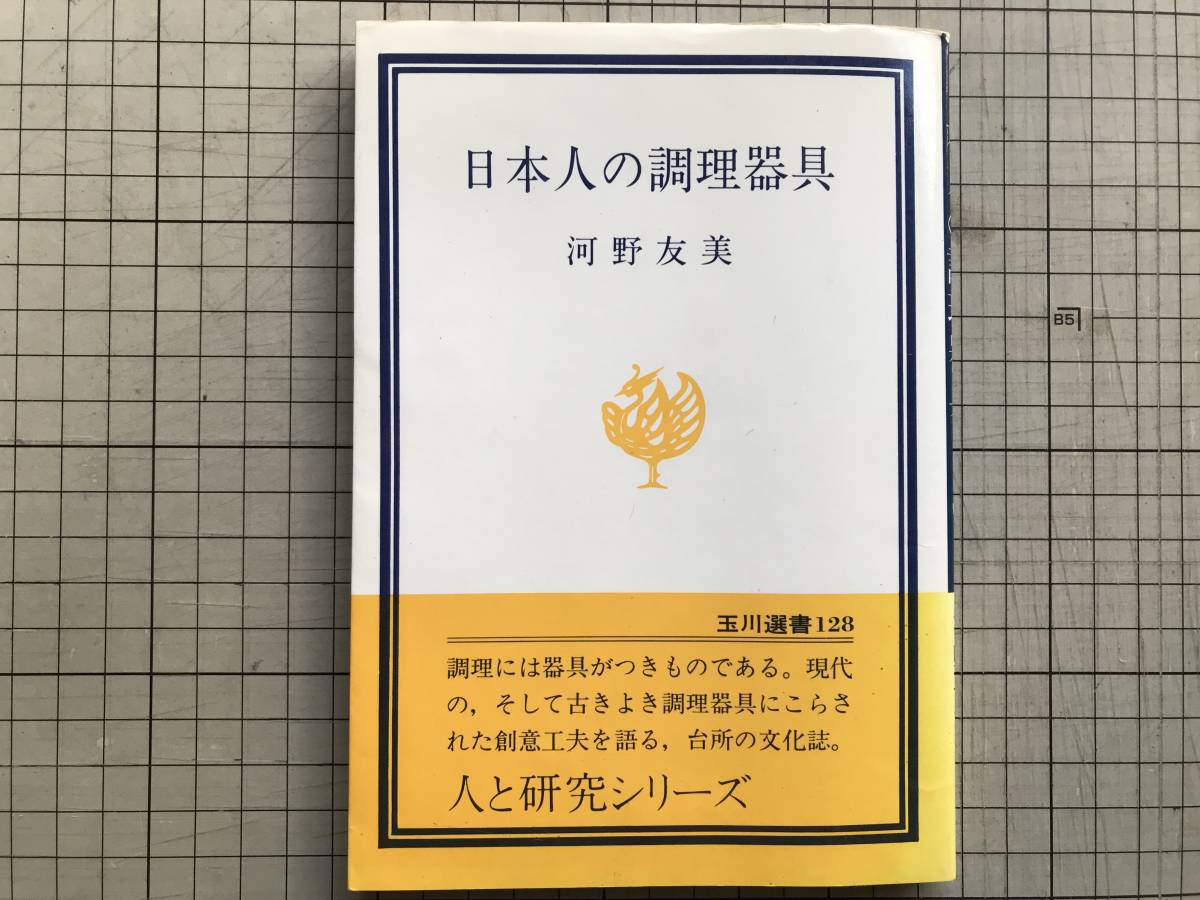 日本人の調理器具
河野友美
玉川選書128
調理には器具がつきものである。現代
の，そして古きよき調理器具にこらさ
れた創意工夫を語る，台所の文化誌。
人と研究シリーズ
B5